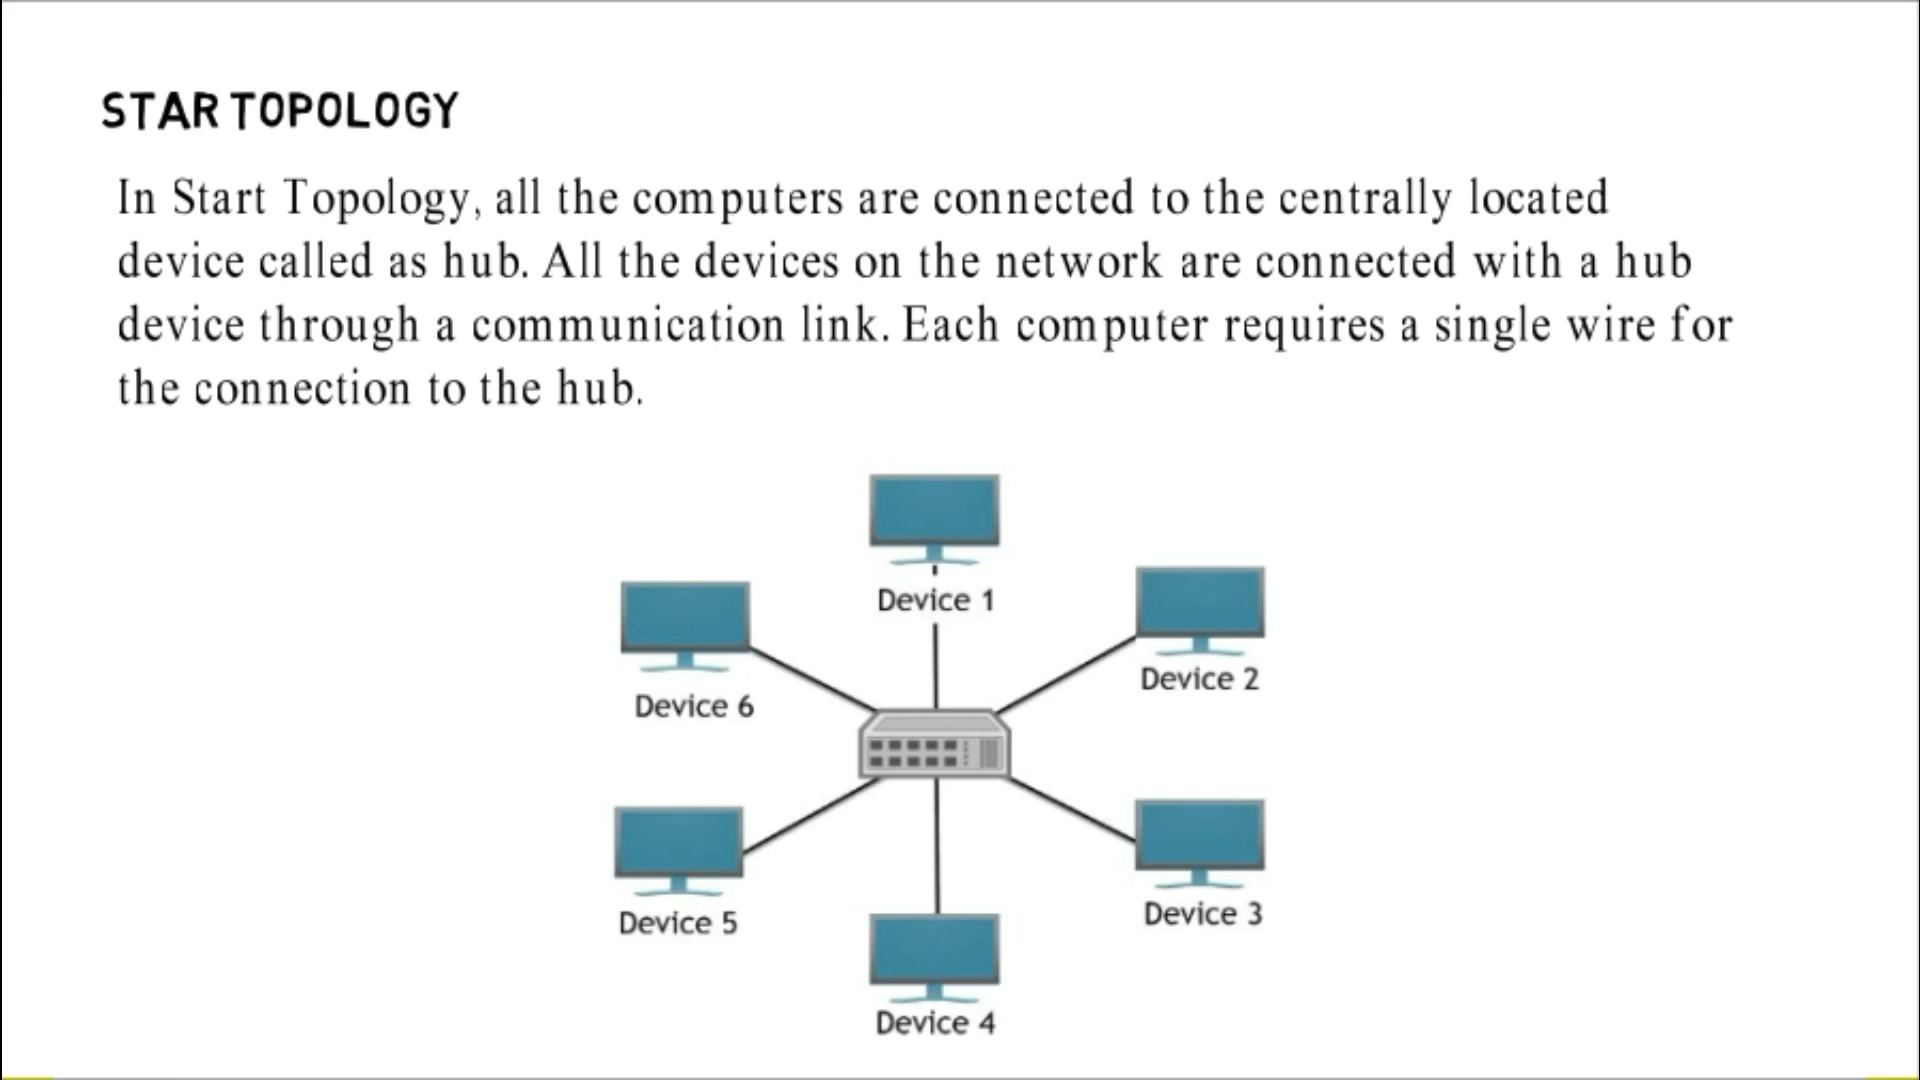 STAR TOPOLOGY
In Start Topology, all the computers are connected to the centrally located
device called as hub. All the devices on the network are connected with a hub
device through a communication link. Each computer requires a single wire for
the connection to the hub.
Device 1
Device 2
Device 6
Device 3
Device 5
Device 4